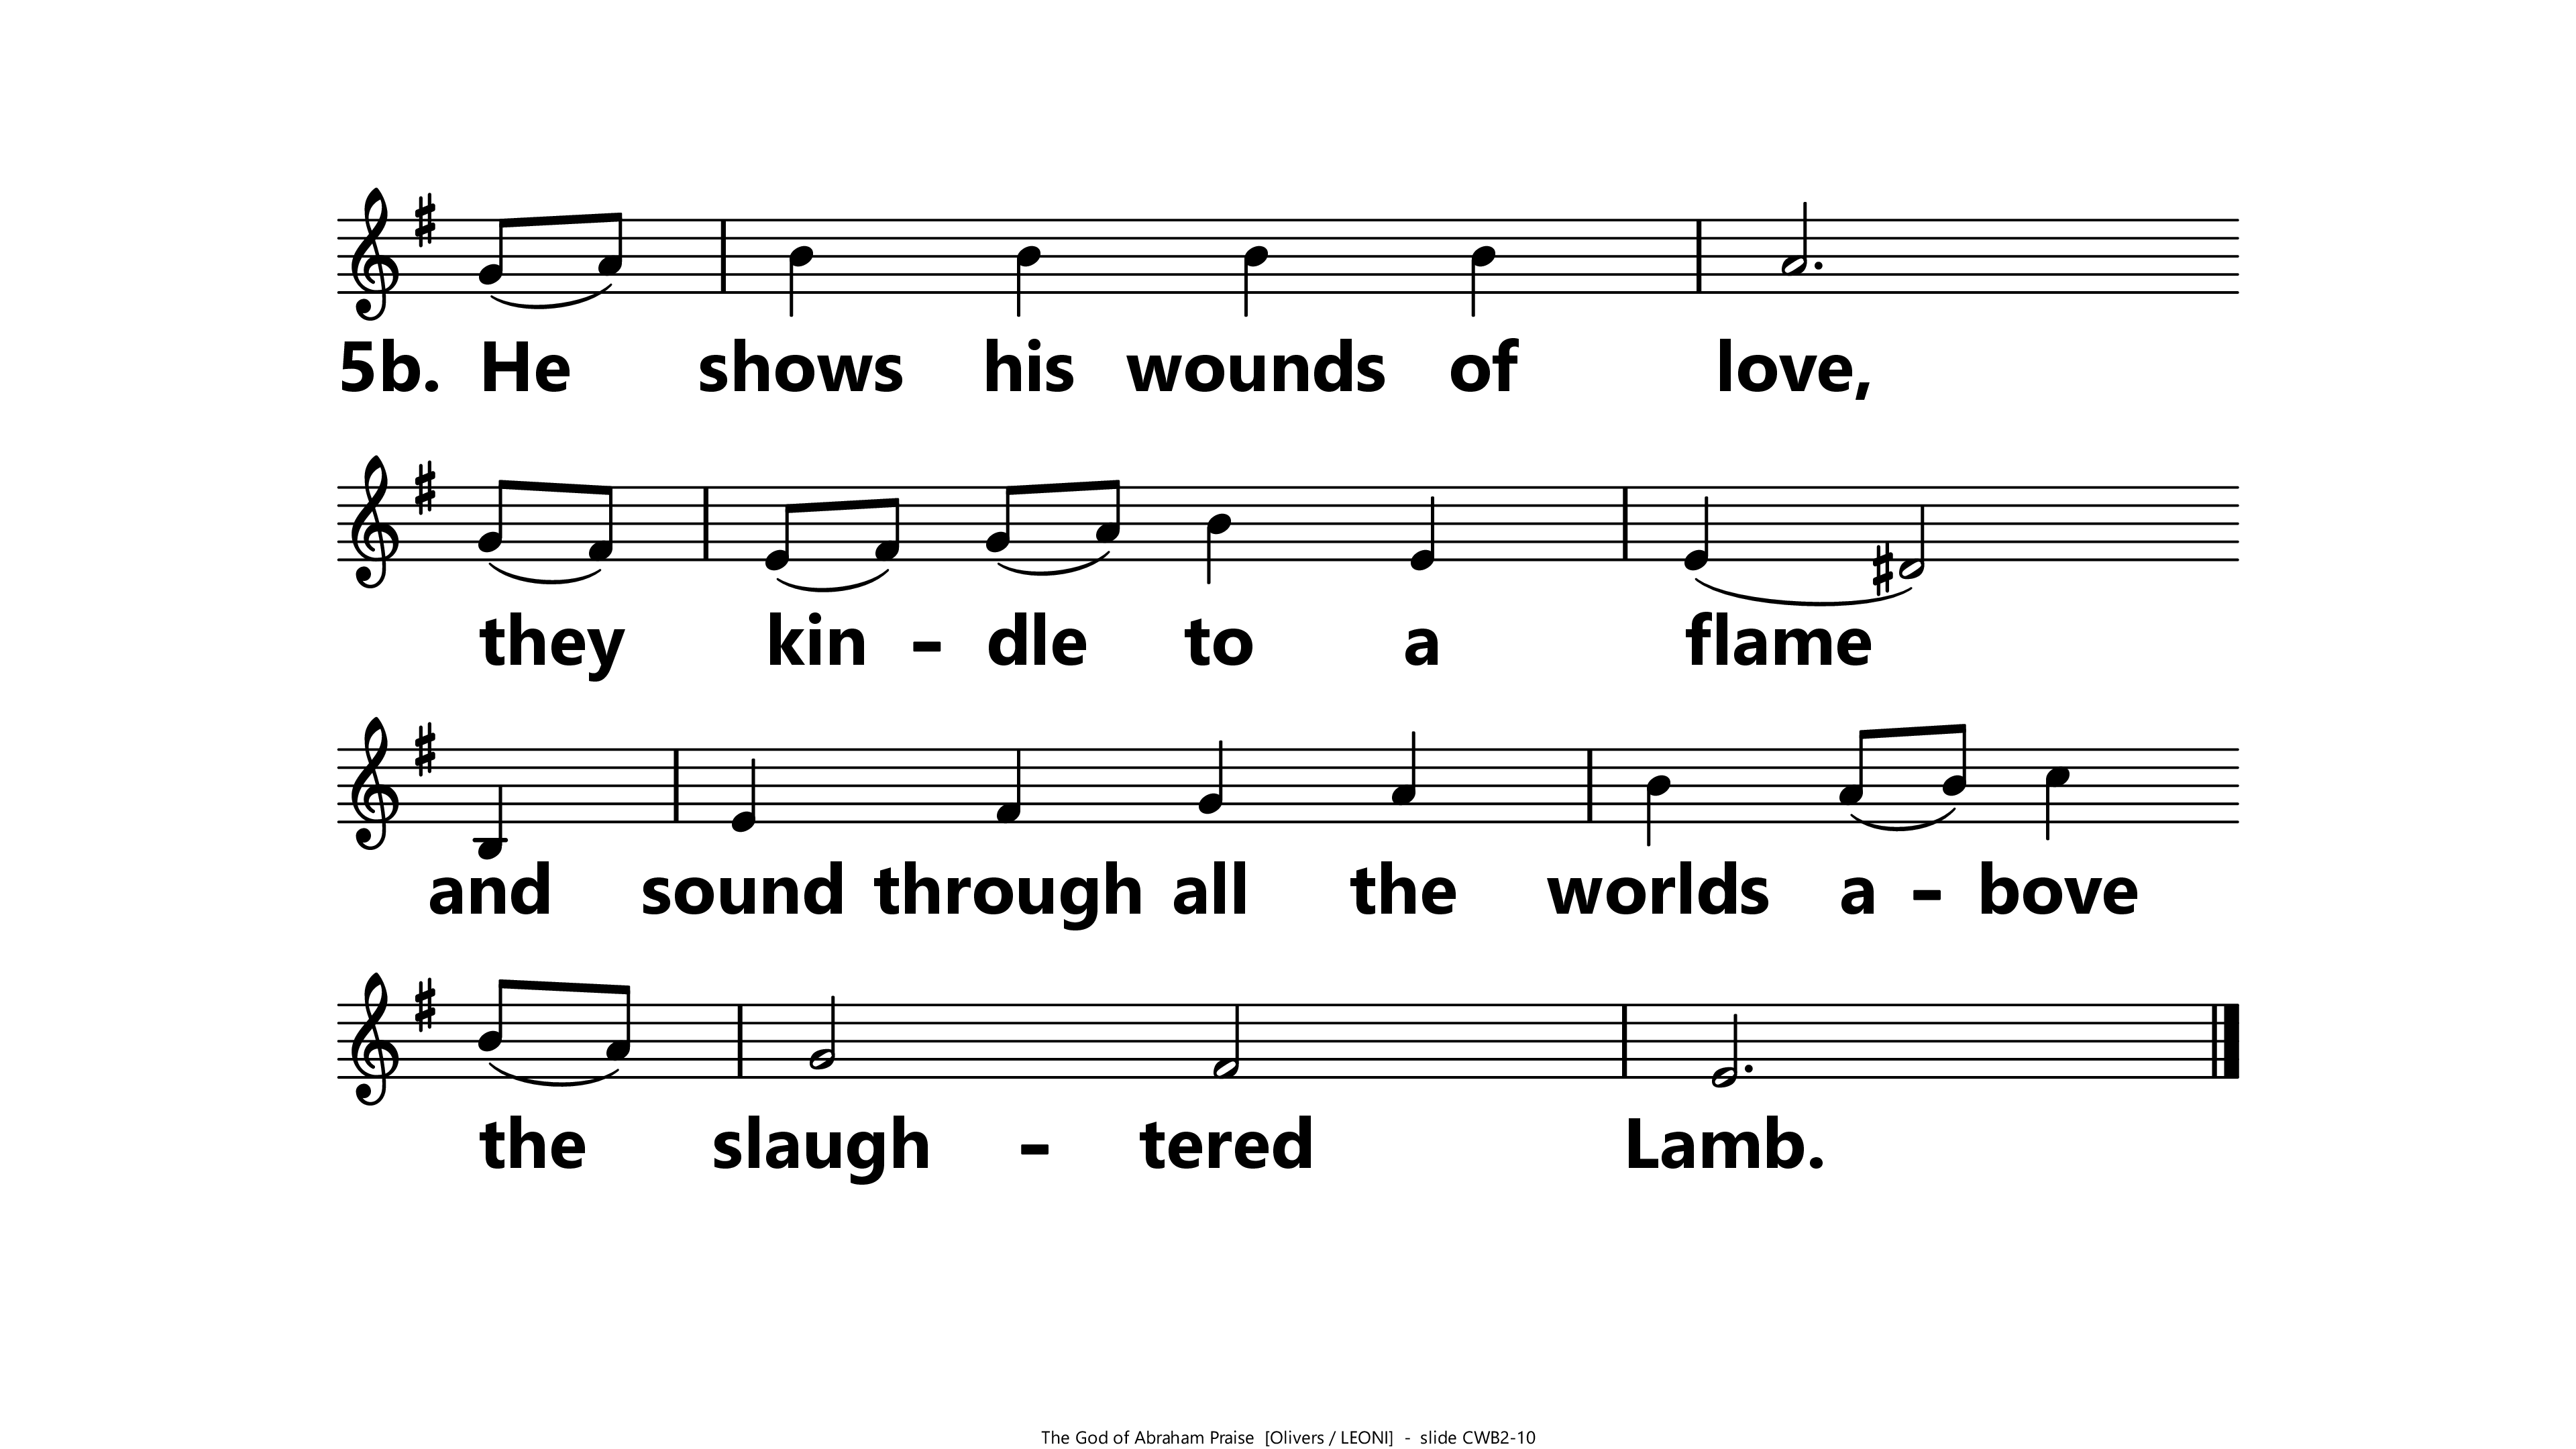 5b. He shows his wounds of love,
they kin - dle to a flame
and sound through all the worlds a - bove
the slaugh - tered Lamb.
The God of Abraham Praise [Olivers / LEONI] - slide CWB2-10